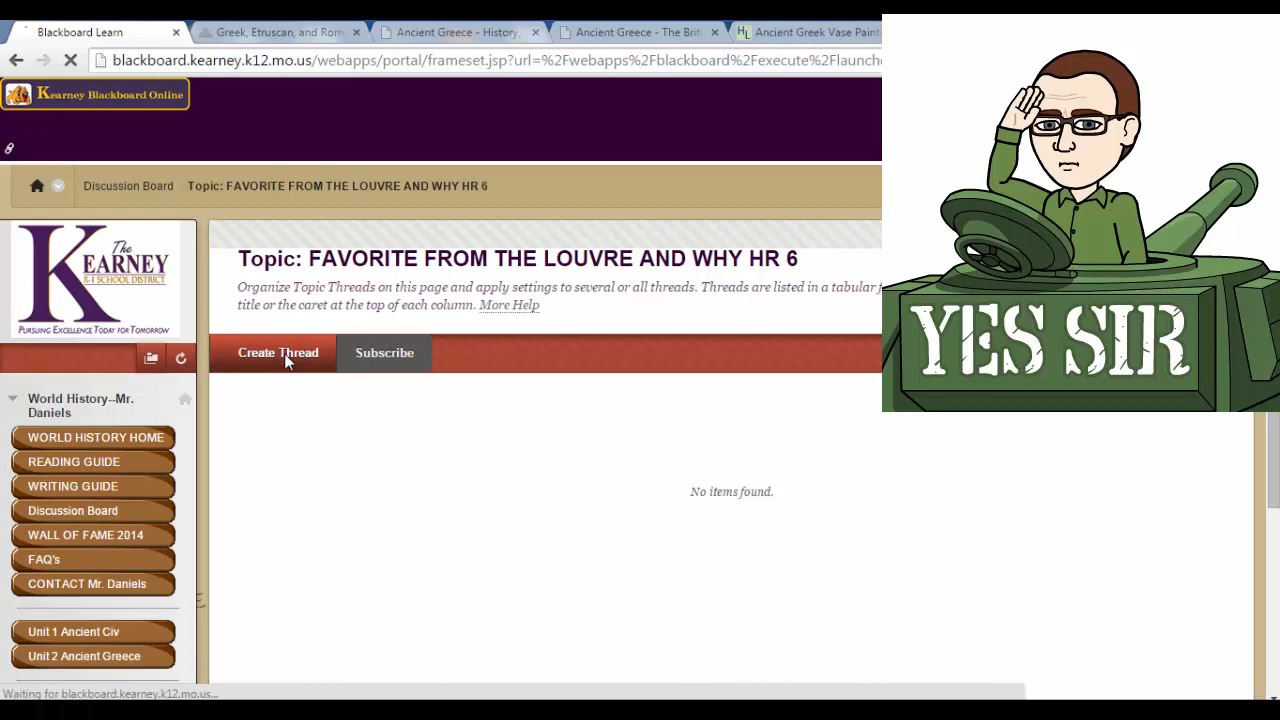 Blackboard Learn
Greek, Etruscan, and Rom
Ancient Greece - History,
Ancient Greece - The Brit
HL Ancient Greek Vase Paint
blackboard.kearney.k12.mo.us/webapps/portal/frameset.jsp?url=%2Fwebapps%2Fblackboard%2Fexecute%2Flaunche
Kearney Blackboard Online
Discussion Board
Topic: FAVORITE FROM THE LOUVRE AND WHY HR 6
The
KEARNEY
R-1 SCHOOL DISTRICT
PURSUING EXCELLENCE TODAY FOR TOMORROW
Topic: FAVORITE FROM THE LOUVRE AND WHY HR 6
Organize Topic Threads on this page and apply settings to several or all threads. Threads are listed in a tabular f
title or the caret at the top of each column. More Help
Create Thread
Subscribe
YES SIR
World History--Mr.
Daniels
WORLD HISTORY HOME
READING GUIDE
WRITING GUIDE
Discussion Board
WALL OF FAME 2014
FAQ's
CONTACT Mr. Daniels
Unit 1 Ancient Civ
Unit 2 Ancient Greece
No items found.
Waiting for blackboard.kearney.k12.mo.us...